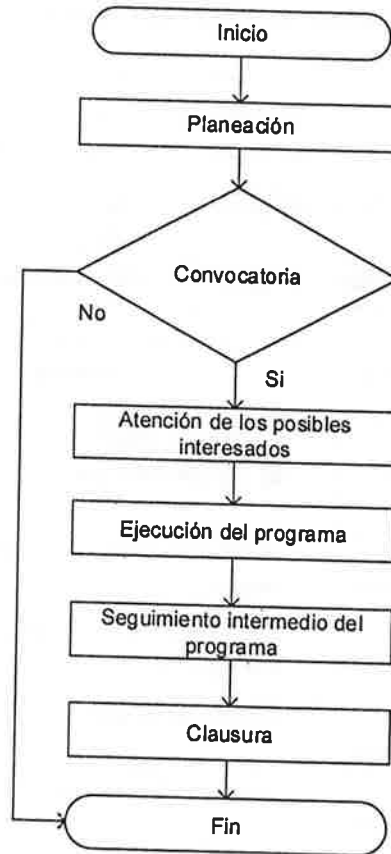 Inicio
Planeación
Convocatoria
No
Si
Atención de los posibles
interesados
Ejecución del programa
Seguimiento intermedio del
programa
Clausura
Fin